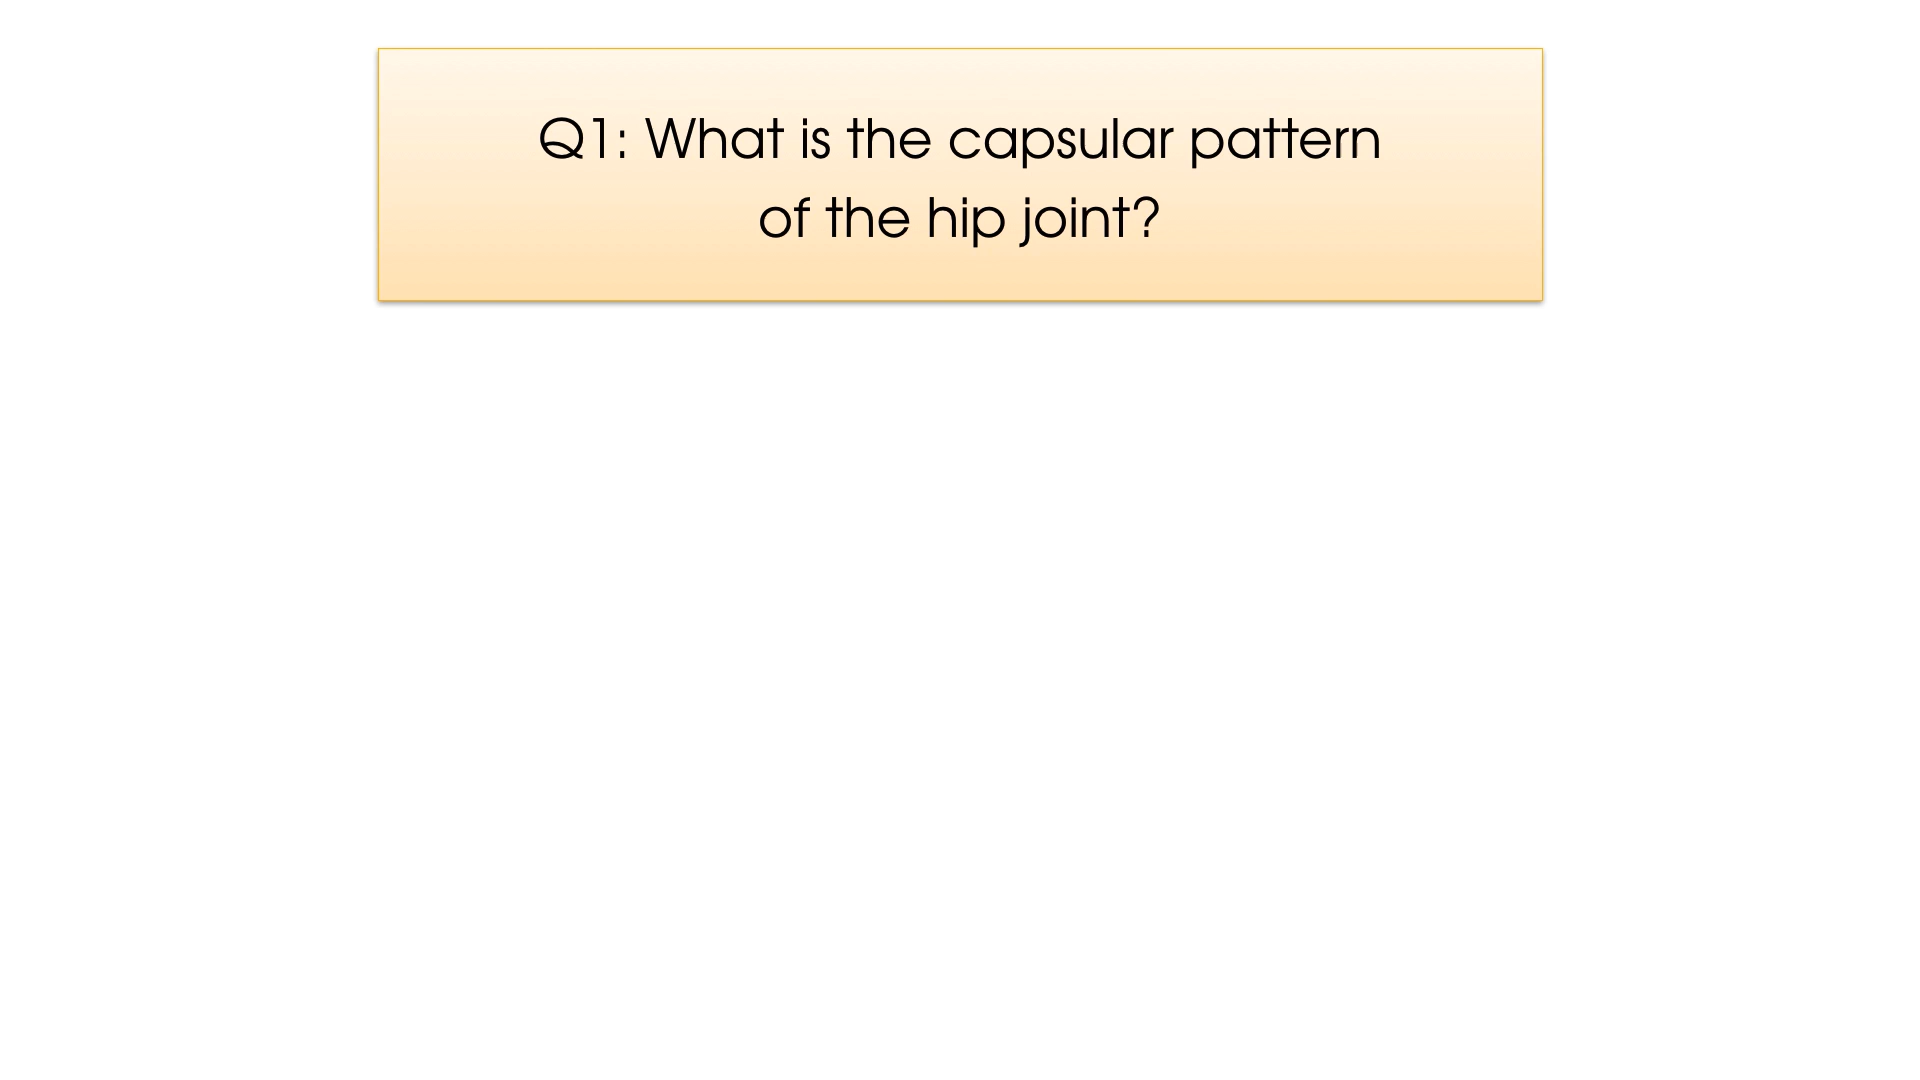 Q1: What is the capsular pattern
of the hip joint?